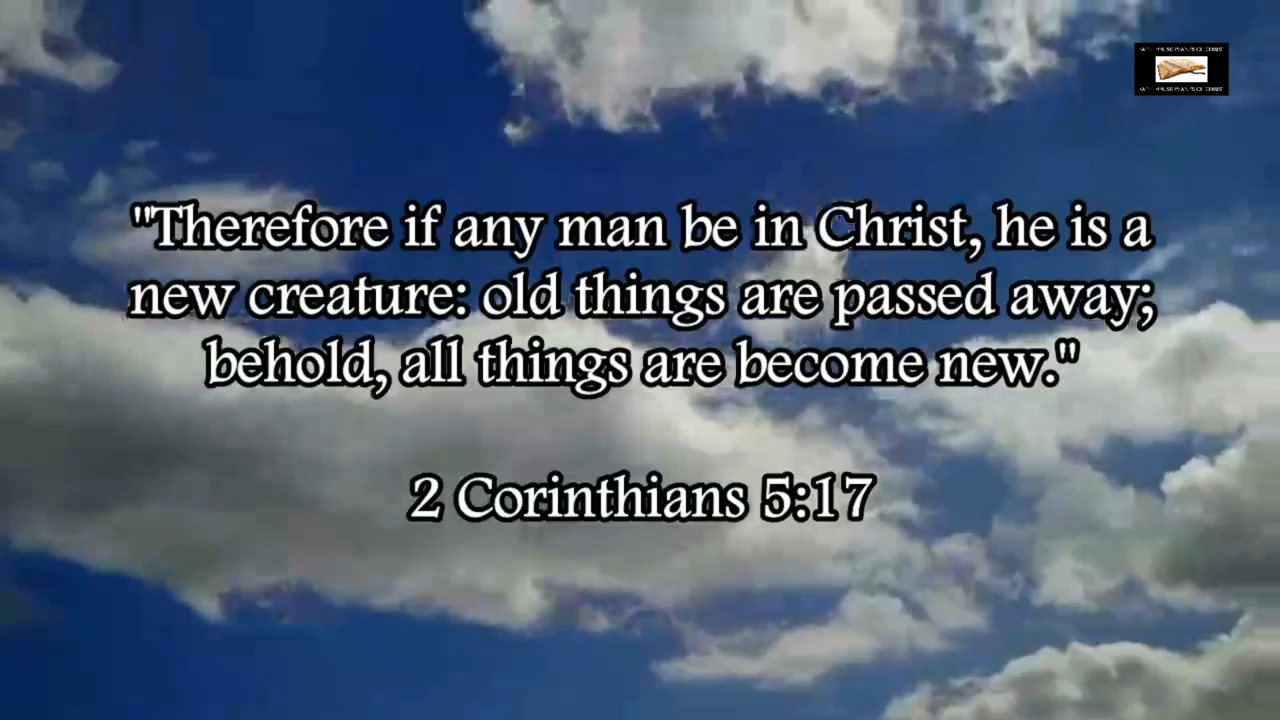 "Therefore if any man be in Christ, he is a
new creature: old things are passed away;
behold, all things are become new."
2 Corinthians 5:17